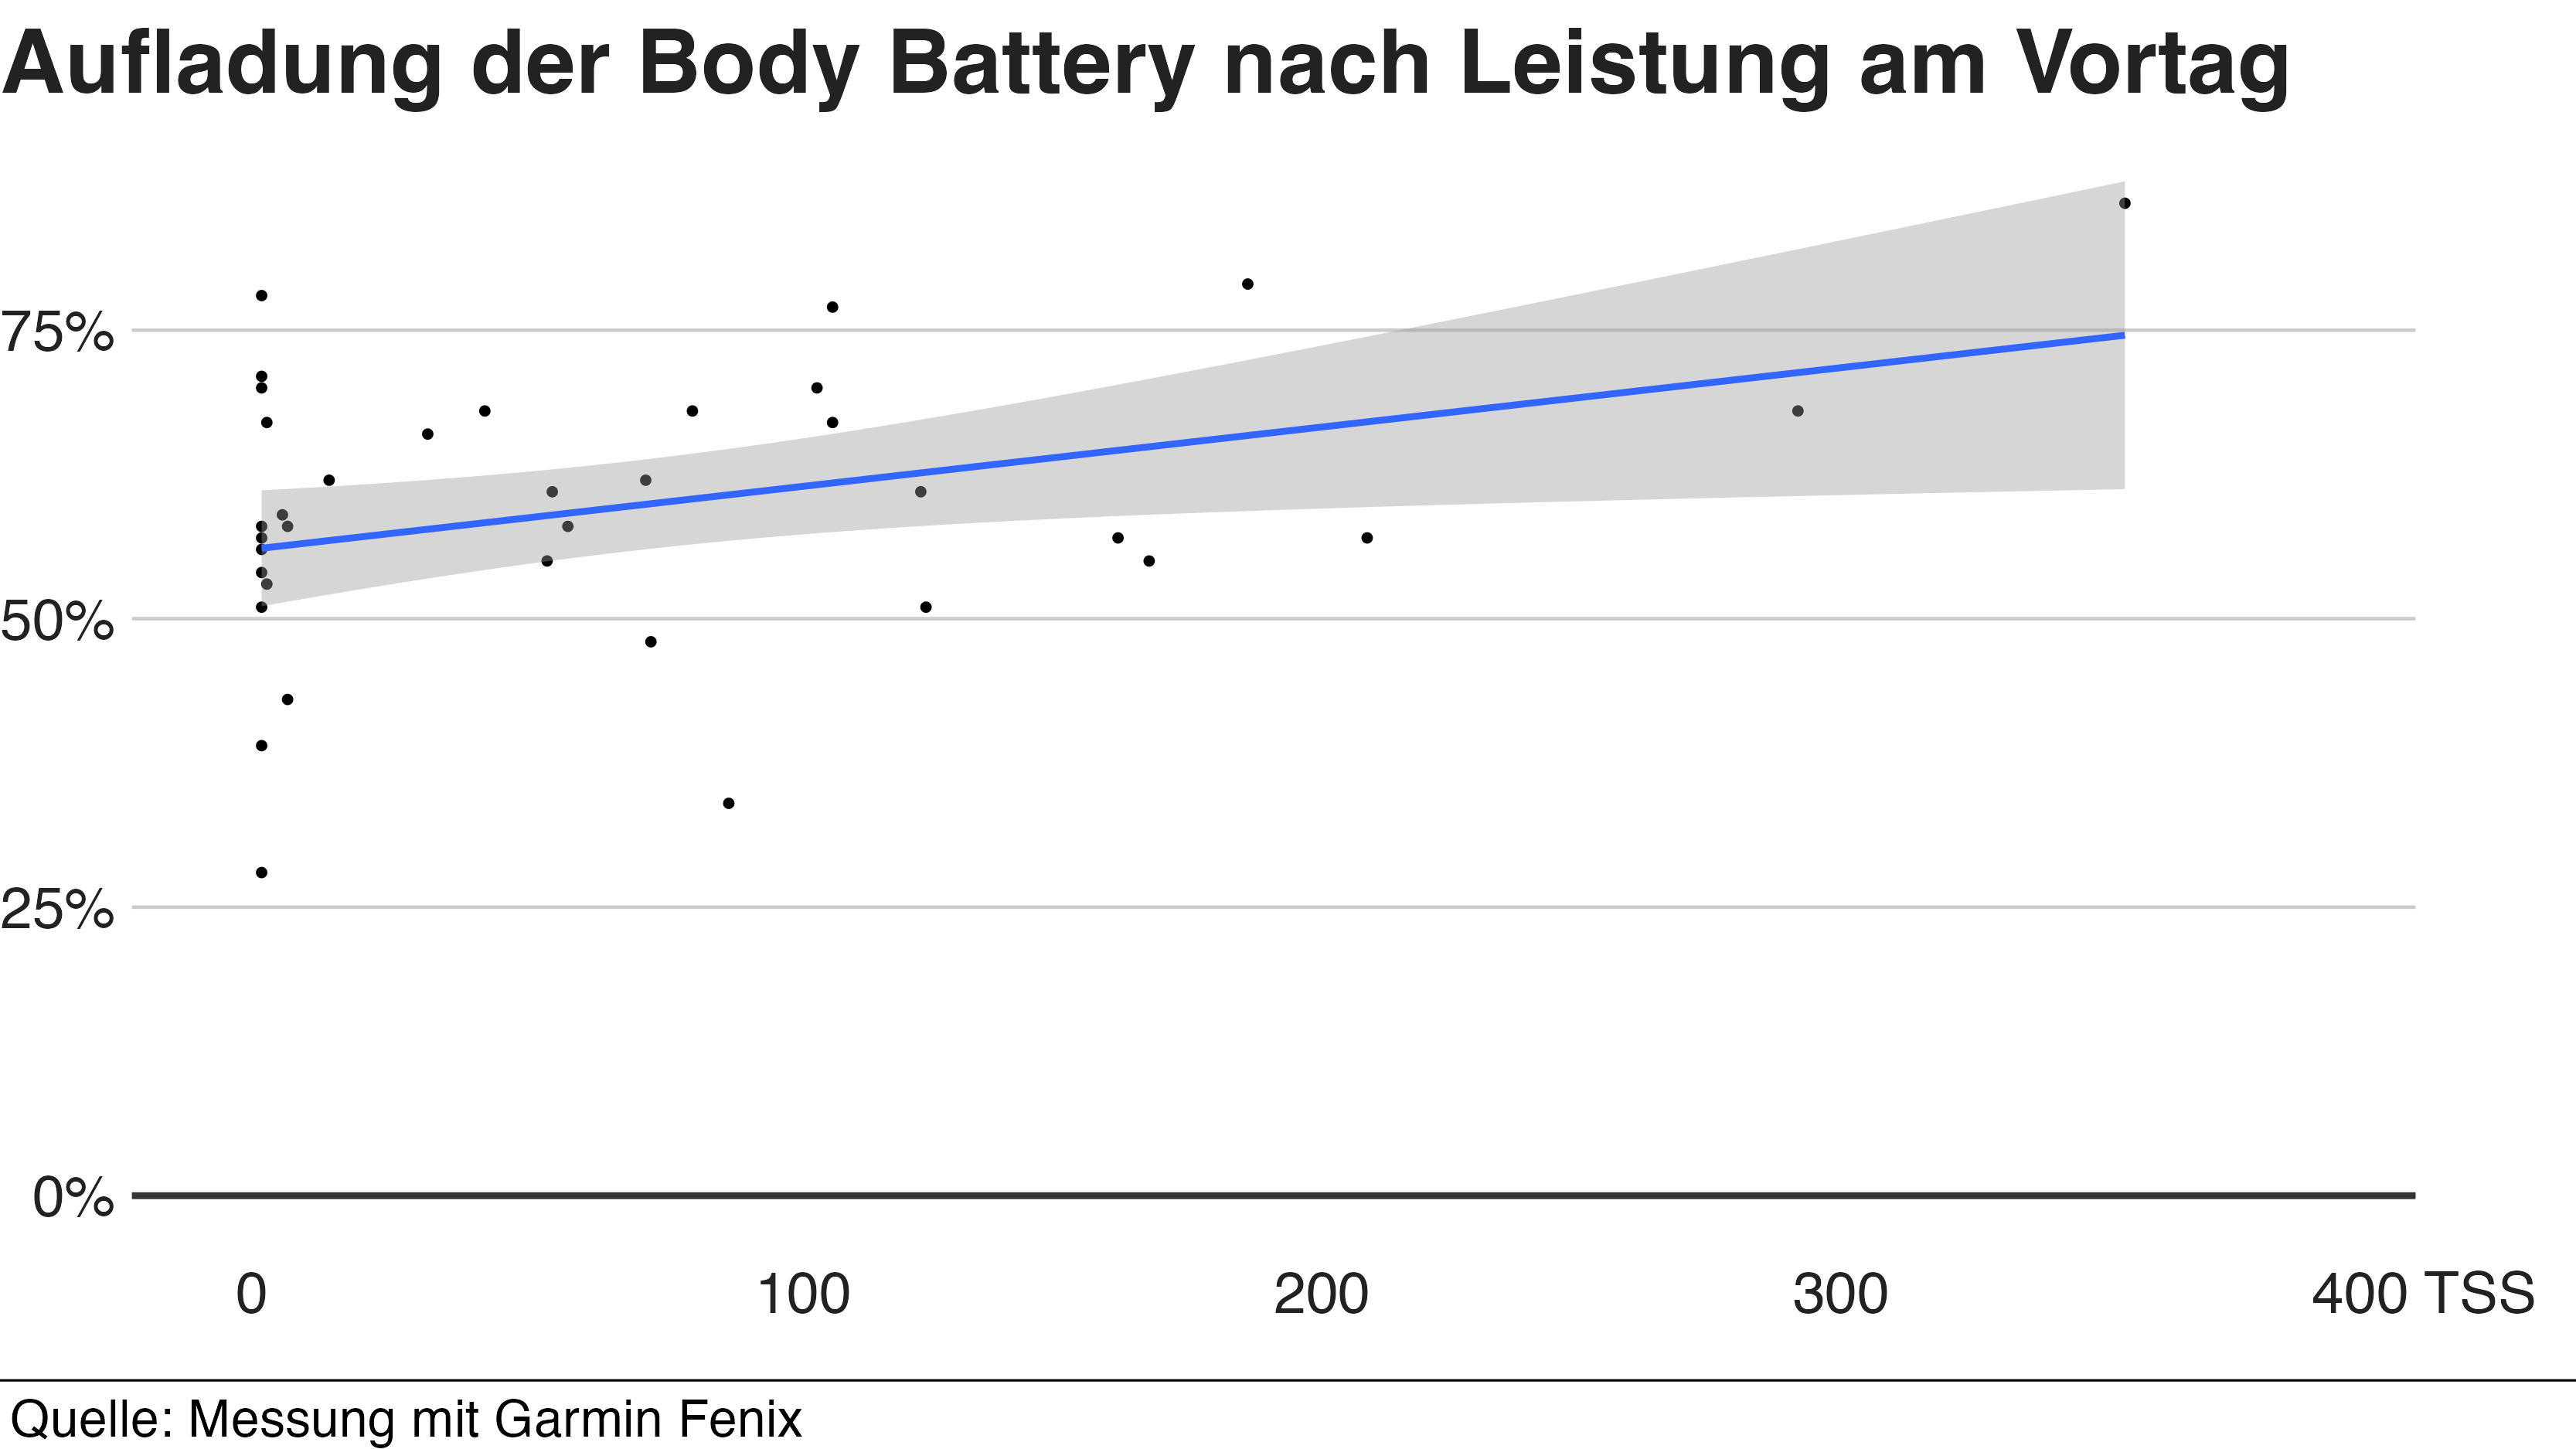 Aufladung der Body Battery nach Leistung am Vortag
75%
50%
25%
0%
0 100 200 300 400 TSS
Quelle: Messung mit Garmin Fenix